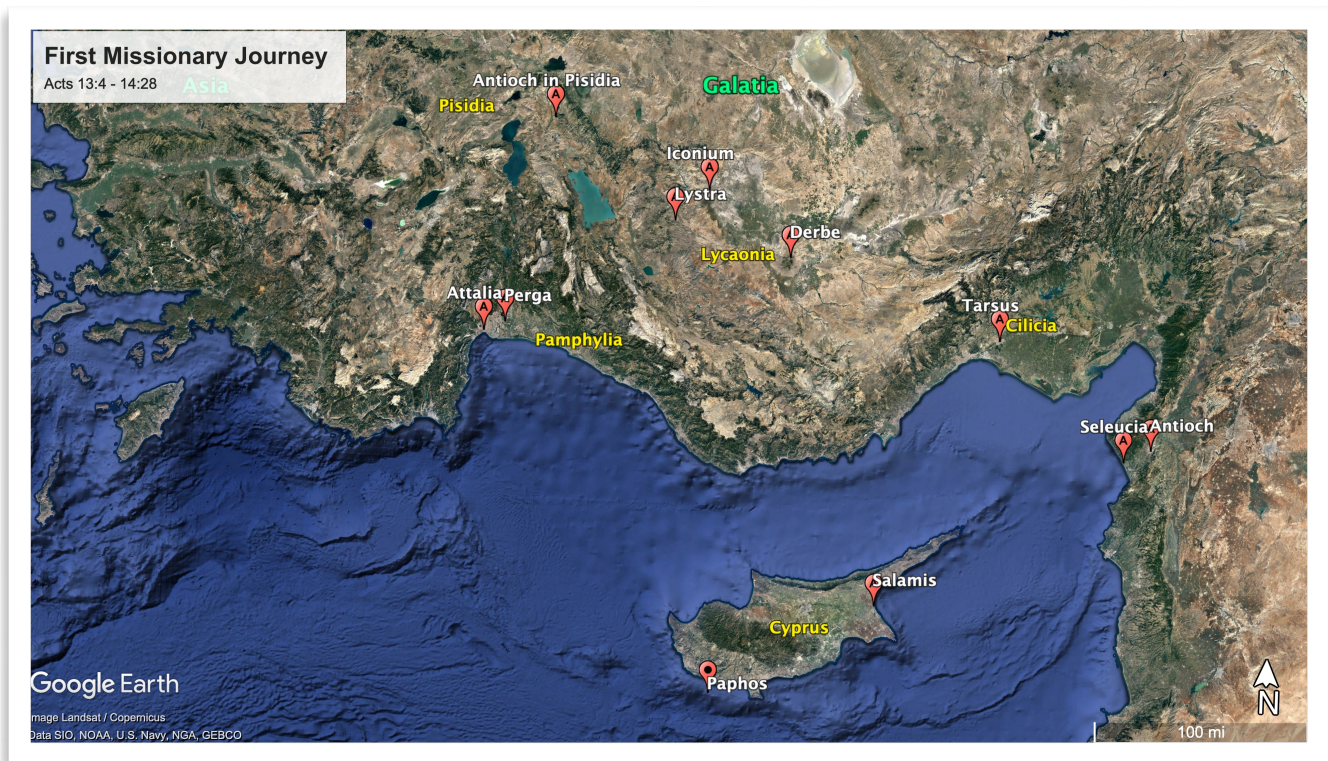 First Missionary Journey
Acts 13:4 - 14:28
Asia
Antioch in Pisidia
A
Pisidia
Galatia
Iconium
A
Lystra
Derbe
Lycaonia
Attalia
A
Perga
Pamphylia
Tarsus
A
Cilicia
Seleucia
A
Antioch
Salamis
Cyprus
Paphos
Google Earth
mage Landsat / Copernicus
Data SIO, NOAA, U.S. Navy, NGA, GEBCO
N
100 mi